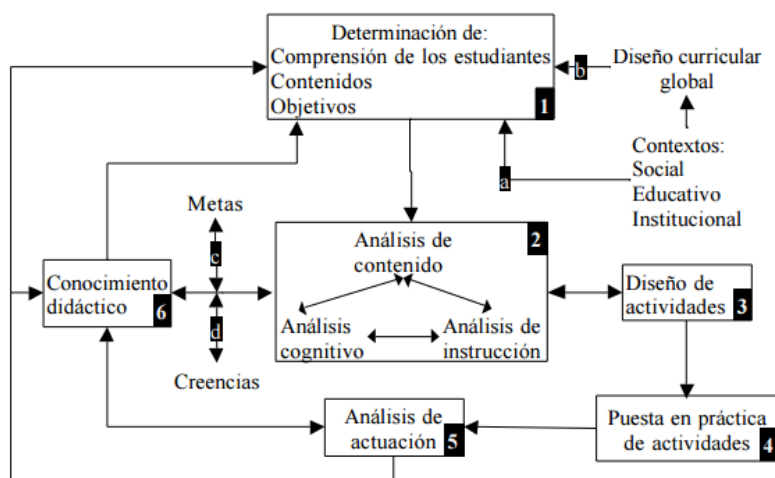 Determinación de:
Comprensión de los estudiantes
Contenidos
Objetivos
1
b
Diseño curricular
global
a
Contextos:
Social
Educativo
Institucional
Metas
c
d
Creencias
Conocimiento
didáctico
6
2
Análisis de
contenido
Análisis
cognitivo
Análisis de
instrucción
Diseño de
actividades
3
Análisis de
actuación
5
Puesta en práctica
de actividades
4